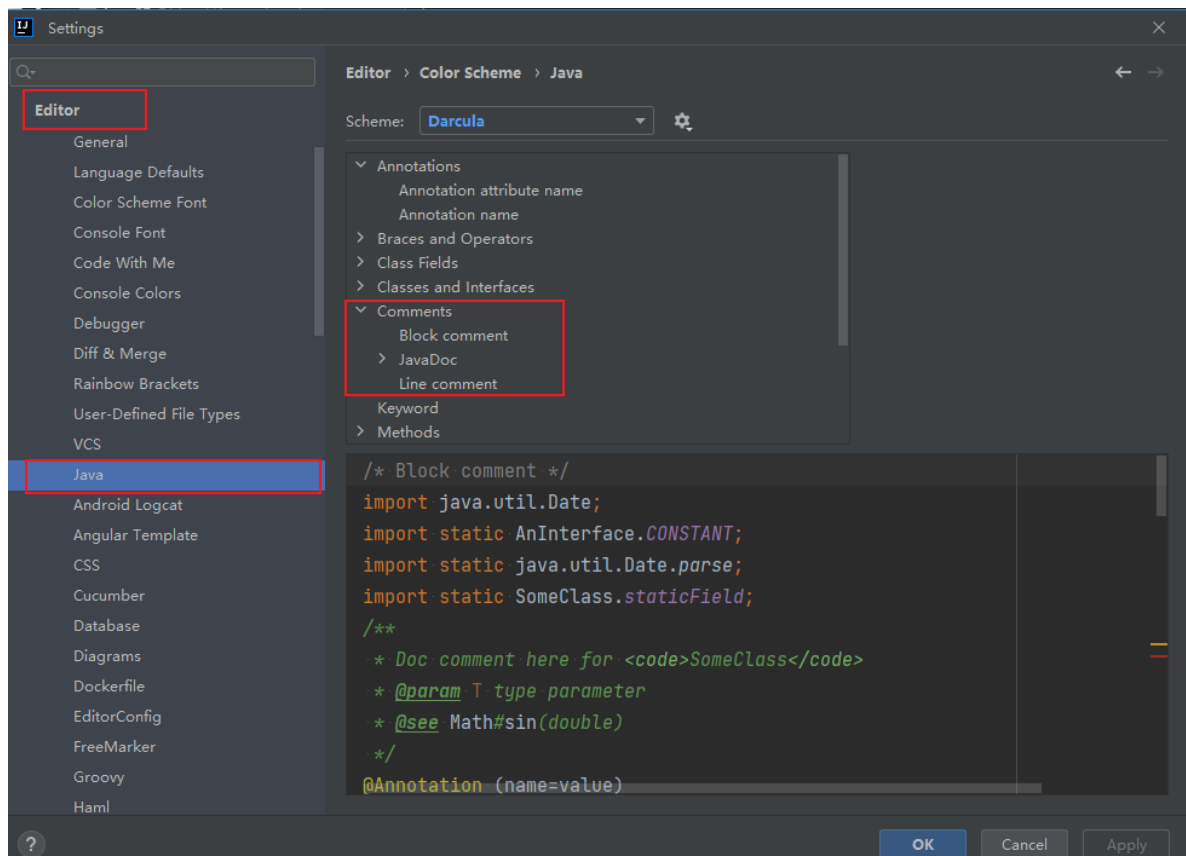 IJ Settings
Editor
General
Language Defaults
Color Scheme Font
Console Font
Code With Me
Console Colors
Debugger
Diff & Merge
Rainbow Brackets
User-Defined File Types
VCS
Java
Android Logcat
Angular Template
CSS
Cucumber
Database
Diagrams
Dockerfile
EditorConfig
FreeMarker
Groovy
Haml
Editor › Color Scheme › Java
Scheme: Darcula
Annotations
Annotation attribute name
Annotation name
Braces and Operators
Class Fields
Classes and Interfaces
Comments
Block comment
JavaDoc
Line comment
Keyword
Methods
/* Block comment */
import java.util.Date;
import static AnInterface.CONSTANT;
import static java.util.Date.parse;
import static SomeClass.staticField;
/**
* Doc comment here for <code>SomeClass</code>
* @param T type parameter
* @see Math#sin(double)
*/
@Annotation (name=value)
? OK Cancel Apply